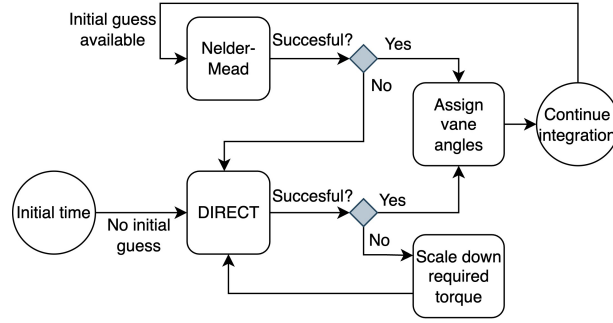 Initial guess
available
Nelder-
Mead
Succesful?
Yes
No
Assign
vane
angles
Continue
integration
Initial time
No initial
guess
DIRECT
Succesful?
Yes
No
Scale down
required
torque